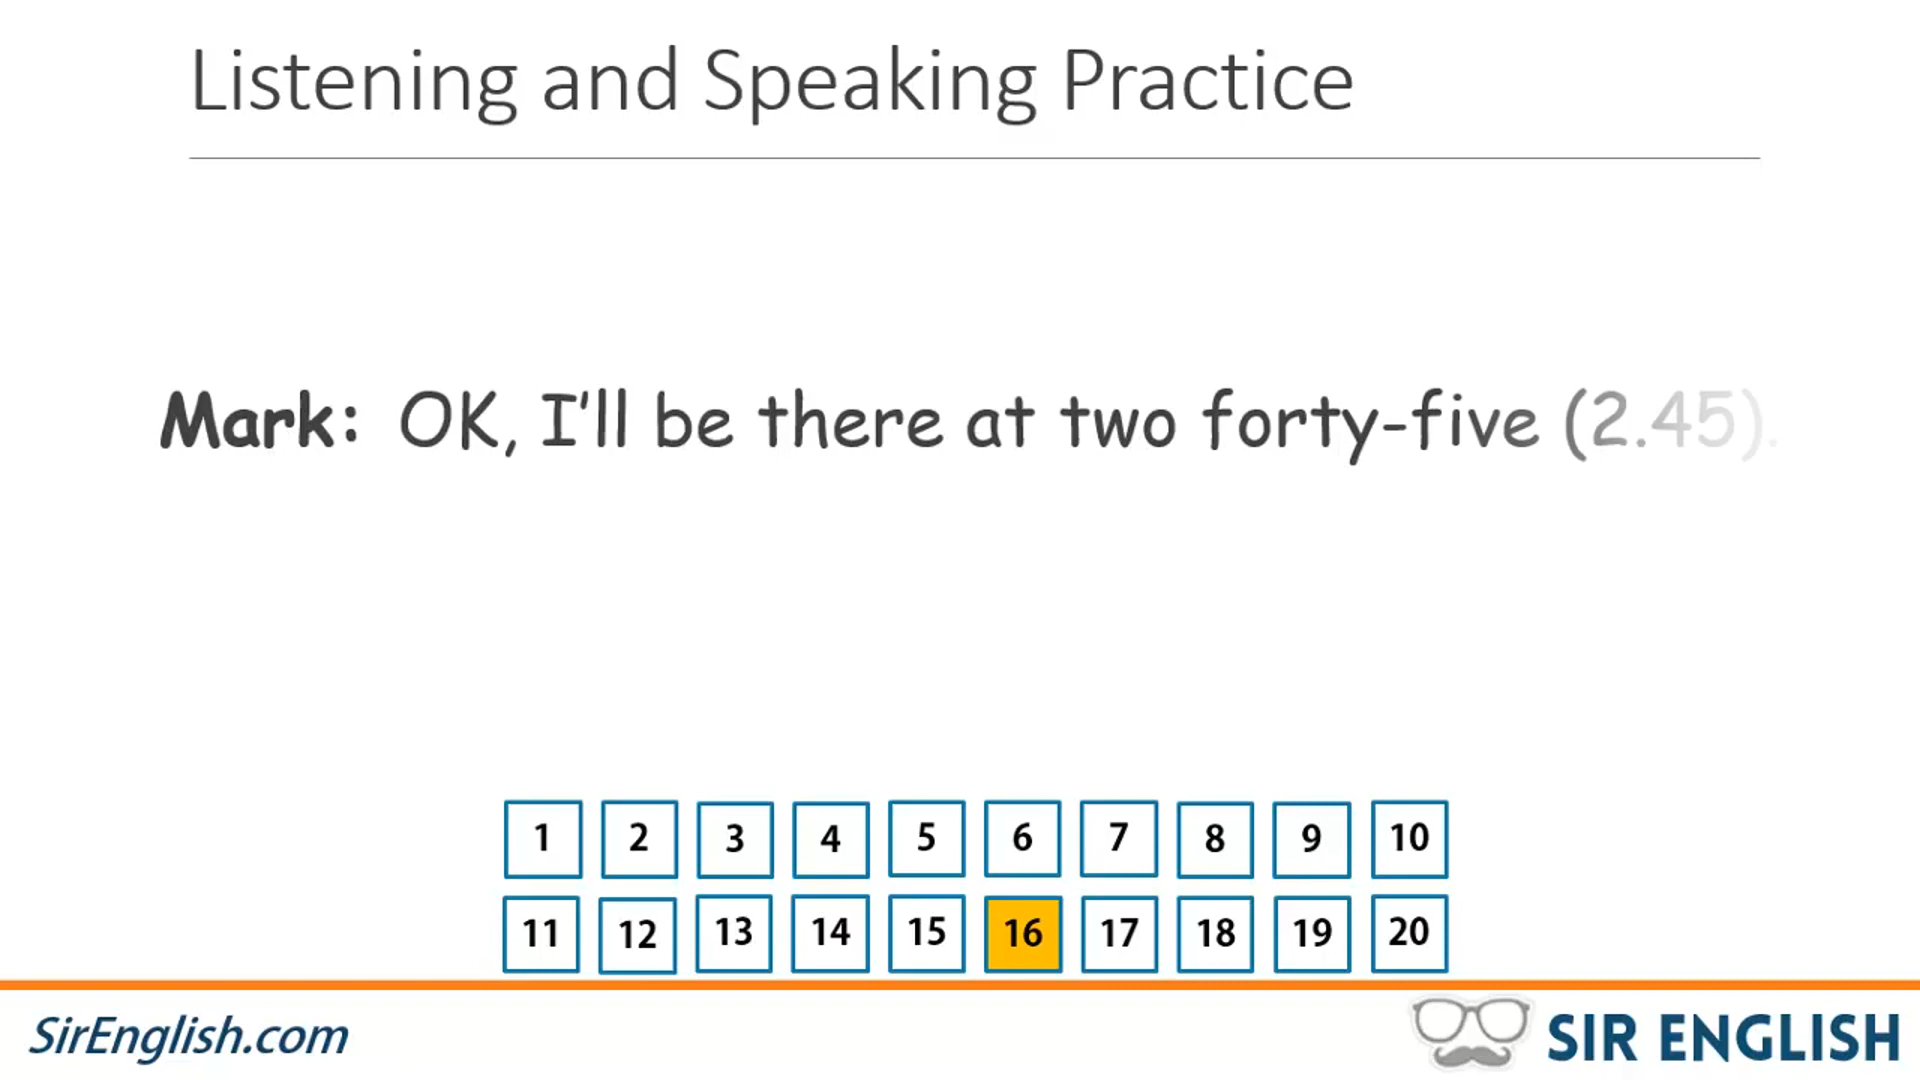 Listening and Speaking Practice
Mark: OK, I'll be there at two forty-five (2.45).
1 2 3 4 5 6 7 8 9 10
11 12 13 14 15 16 17 18 19 20
SirEnglish.com
SIR ENGLISH